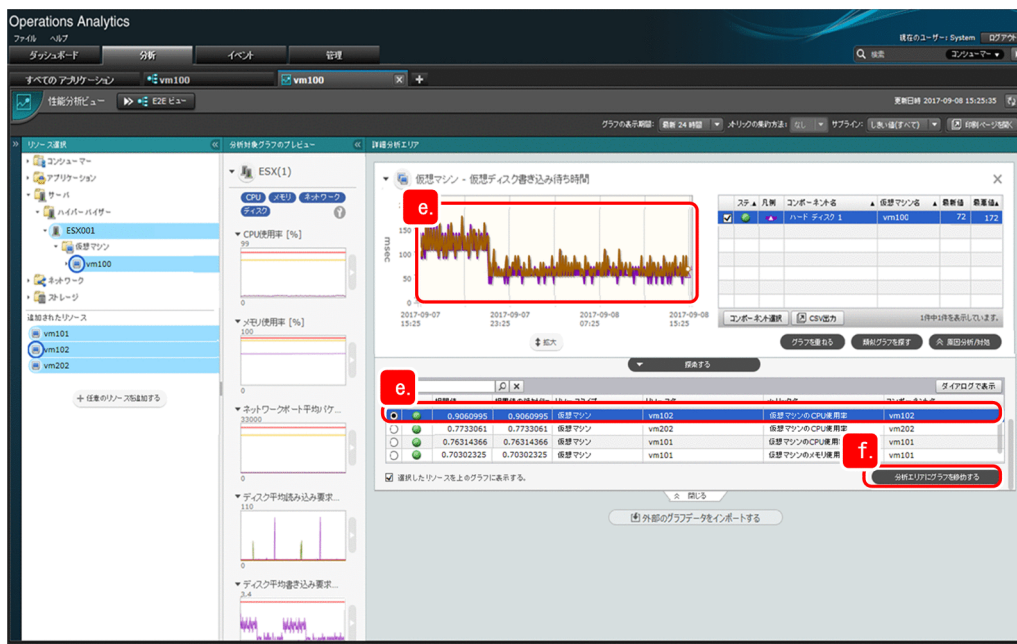 Operations Analytics
ファイル ヘルプ
現在のユーザー: System ログアウト
ダッシュボード 分析 イベント 管理
検索 コンシューマー
すべての アプリケーション vm100 vm100 x +
性能分析ビュー E2E ビュー
更新日時 2017-09-08 15:25:35
グラフの表示期間: 最新 24 時間 メトリックの集約方法: なし サブライン: しきい値(すべて) 印刷ページを開く
リソース選択 分析対象グラフのプレビュー 詳細分析エリア
コンシューマー
アプリケーション
サーバ
ハイパーバイザー
ESX001
仮想マシン
vm100
ネットワーク
ストレージ
追加されたリソース
vm101
vm102
vm202
+ 任意のリソースを追加する
ESX(1)
CPU メモリ ネットワーク
ディスク ?
CPU使用率 [%]
99
0
メモリ使用率 [%]
100
0
ネットワークポート平均パケ...
33000
0
ディスク平均読み込み要求...
110
0
ディスク平均書き込み要求...
3.4
仮想マシン - 仮想ディスク書き込み待ち時間
e.
msec
150
100
50
0
2017-09-07 2017-09-07 2017-09-08 2017-09-08
15:25 23:25 07:25 15:25
拡大
ステ 凡例 コンポーネント名 仮想マシン名 最新値 最悪値
ハード ディスク 1 vm100 72 172
コンポーネント選択 CSV出力 1件中1件を表示しています。
グラフを重ねる 類似グラフを探す 原因分析/対処
探索する
e.
ダイアログで表示
0.9060995 0.9060995 仮想マシン vm102 仮想マシンのCPU使用率 vm102
0.7733061 0.7733061 仮想マシン vm202 仮想マシンのCPU使用率 vm202
0.76314366 0.76314366 仮想マシン vm101 仮想マシンのCPU使用 vm101
0.70302325 0.70302325 仮想マシン vm101 仮想マシンのメモリ使用 vm101
f.
選択したリソースを上のグラフに表示する。
分析エリアにグラフを移動する
閉じる
外部のグラフデータをインポートする